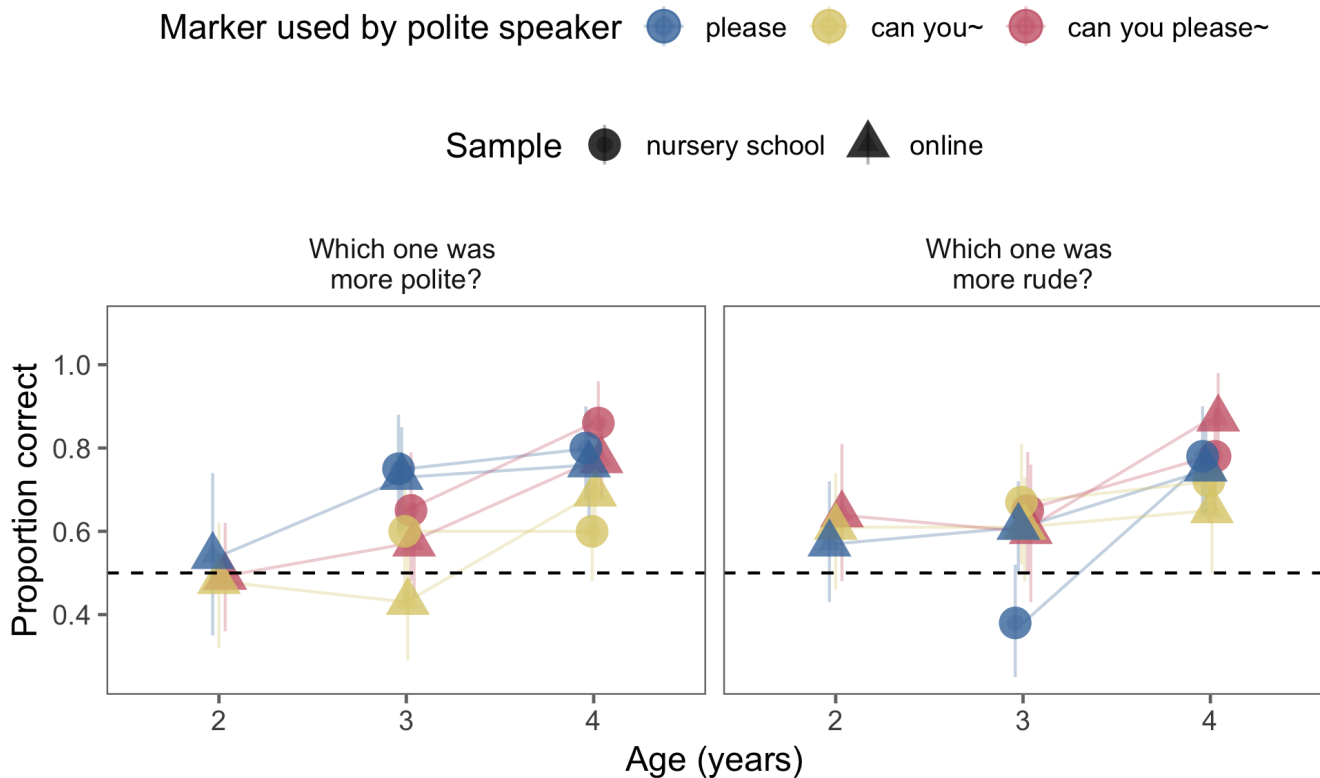 Marker used by polite speaker please can you~ can you please~
Sample nursery school online
Which one was
more polite?
Which one was
more rude?
Proportion correct
1.0
0.8
0.6
0.4
2 3 4 2 3 4
Age (years)